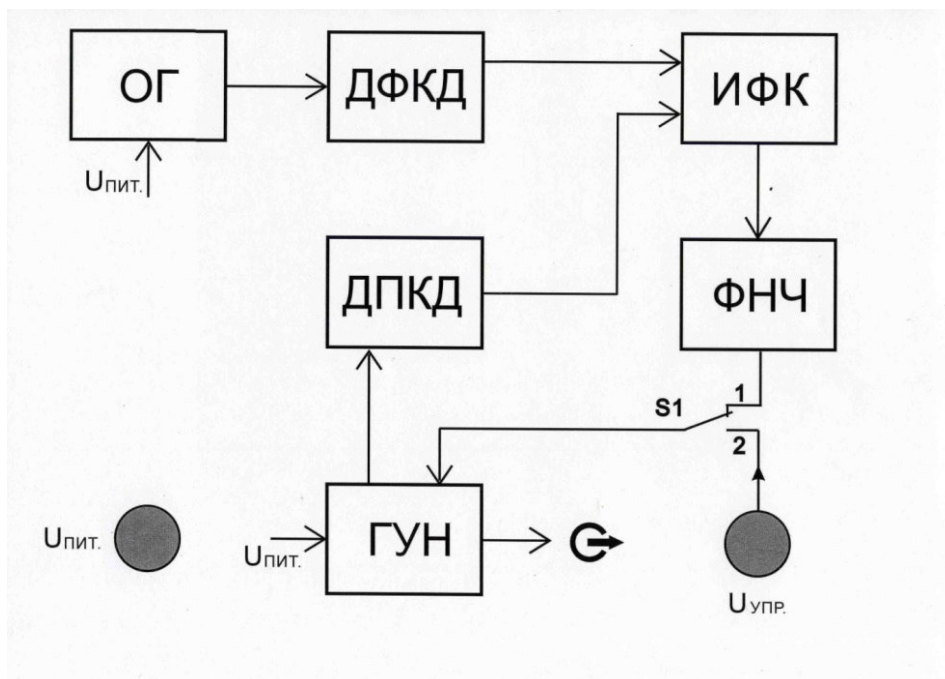 ОГ
ДФКД
ИФК
Uпит.
ДПКД
ФНЧ
S1
1
2
Uпит.
Uпит.
ГУН
Uупр.